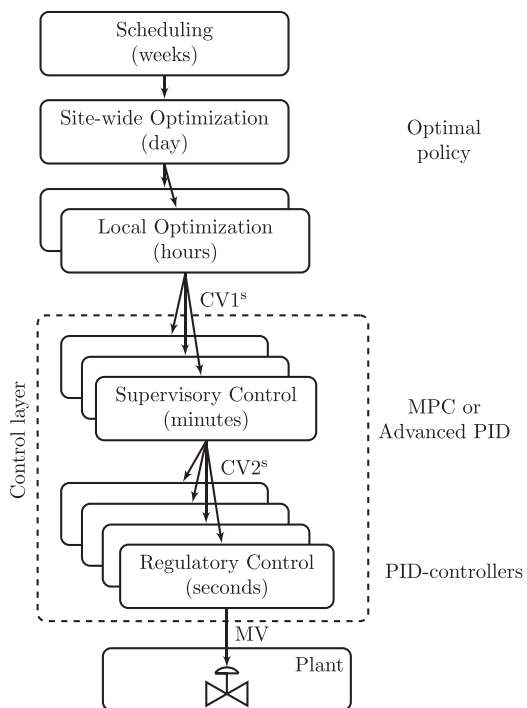 Scheduling
(weeks)
Site-wide Optimization
(day)
Optimal
policy
Local Optimization
(hours)
CV1ˢ
Control layer
Supervisory Control
(minutes)
MPC or
Advanced PID
CV2ˢ
Regulatory Control
(seconds)
PID-controllers
MV
Plant